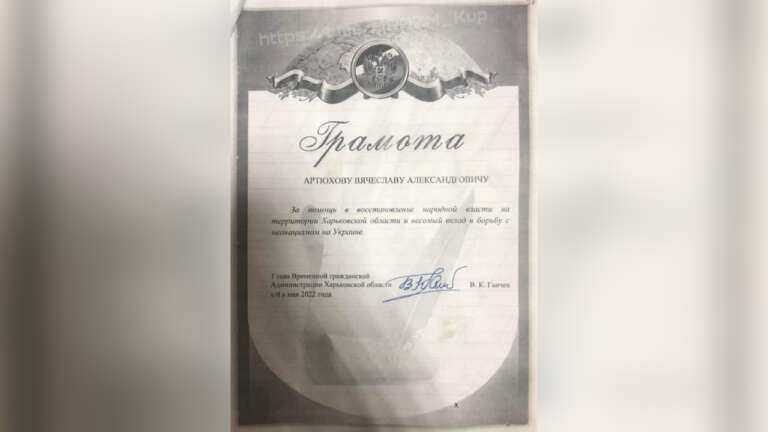 Грамота
АРТЮХОВУ ВЯЧЕСЛАВУ АЛЕКСАНДРОВИЧУ
За помощь в восстановление народной власти на
территории Харьковской области и весомый вклад в борьбу с
неонацизмом на Украине.
Глава Временной гражданской
Администрации Харьковской области
В. К. Ганчев
мая 2022 года